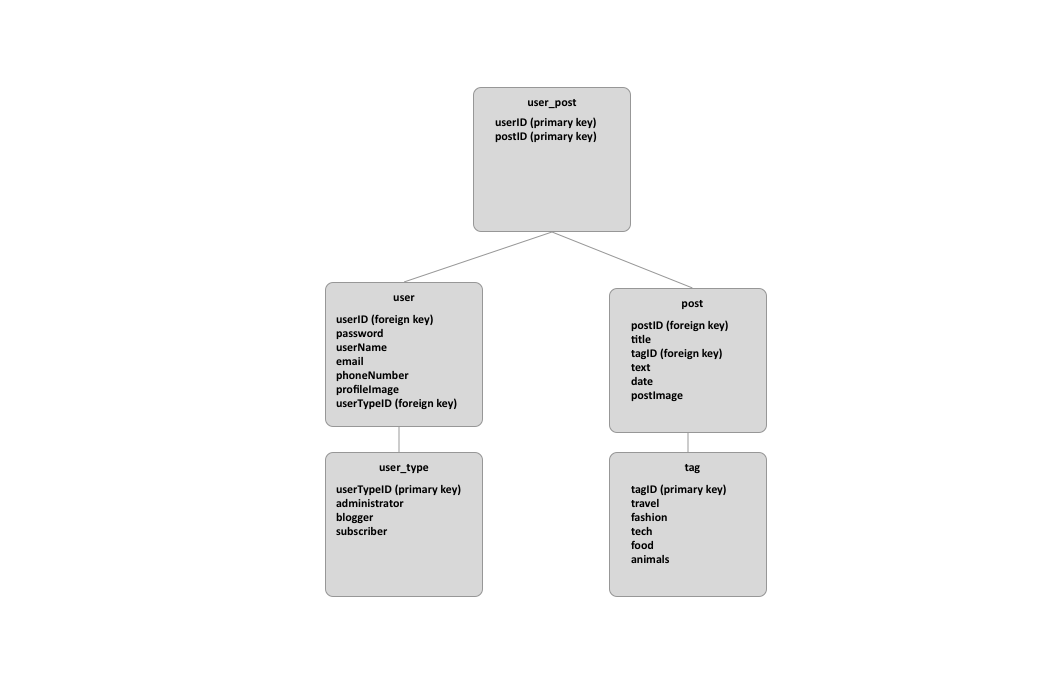 user_post
userID (primary key)
postID (primary key)
user
userID (foreign key)
password
userName
email
phoneNumber
profileImage
userTypeID (foreign key)
post
postID (foreign key)
title
tagID (foreign key)
text
date
postImage
user_type
userTypeID (primary key)
administrator
blogger
subscriber
tag
tagID (primary key)
travel
fashion
tech
food
animals